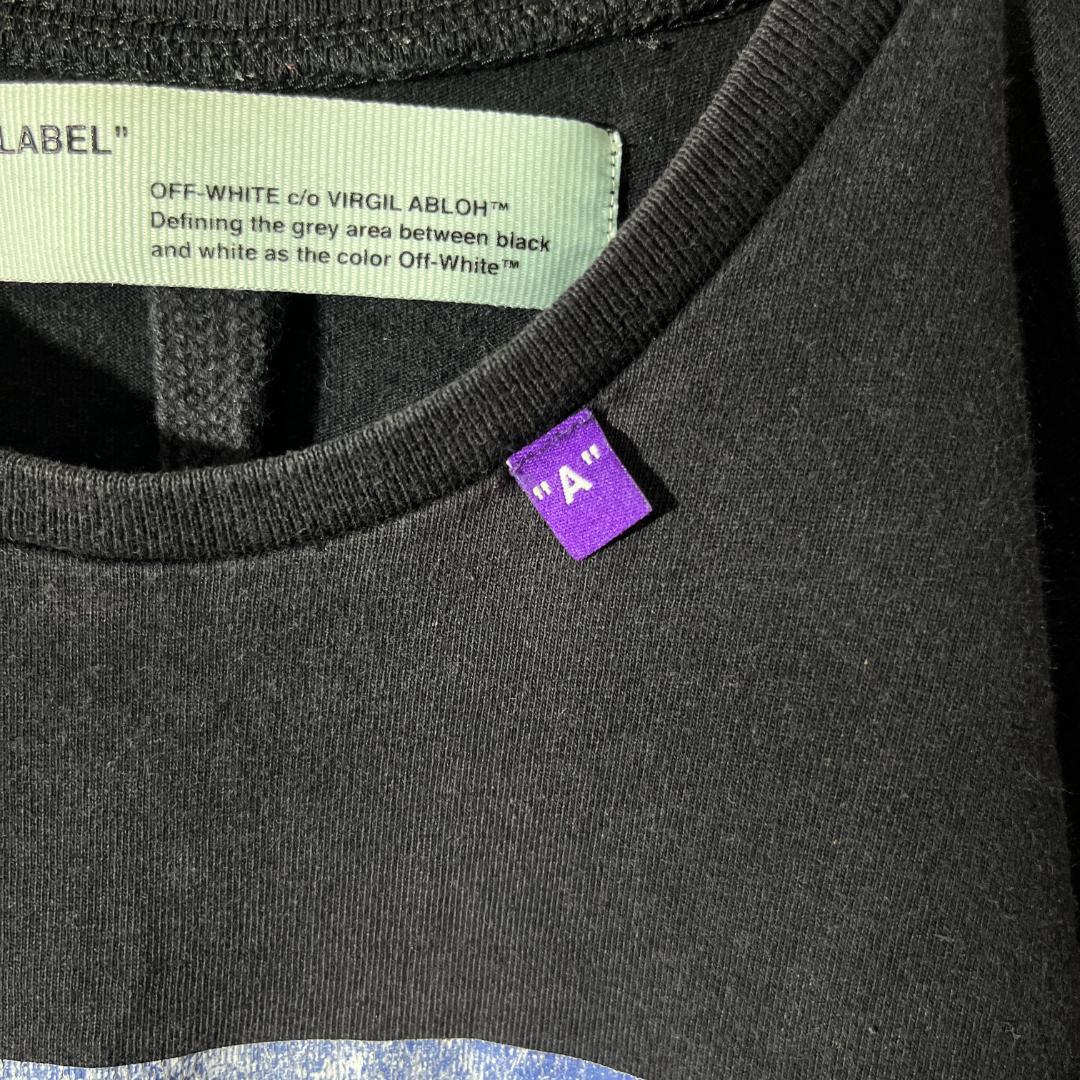 LABEL"
OFF-WHITE c/o VIRGIL ABLOH™
Defining the grey area between black
and white as the color Off-White™
"A"